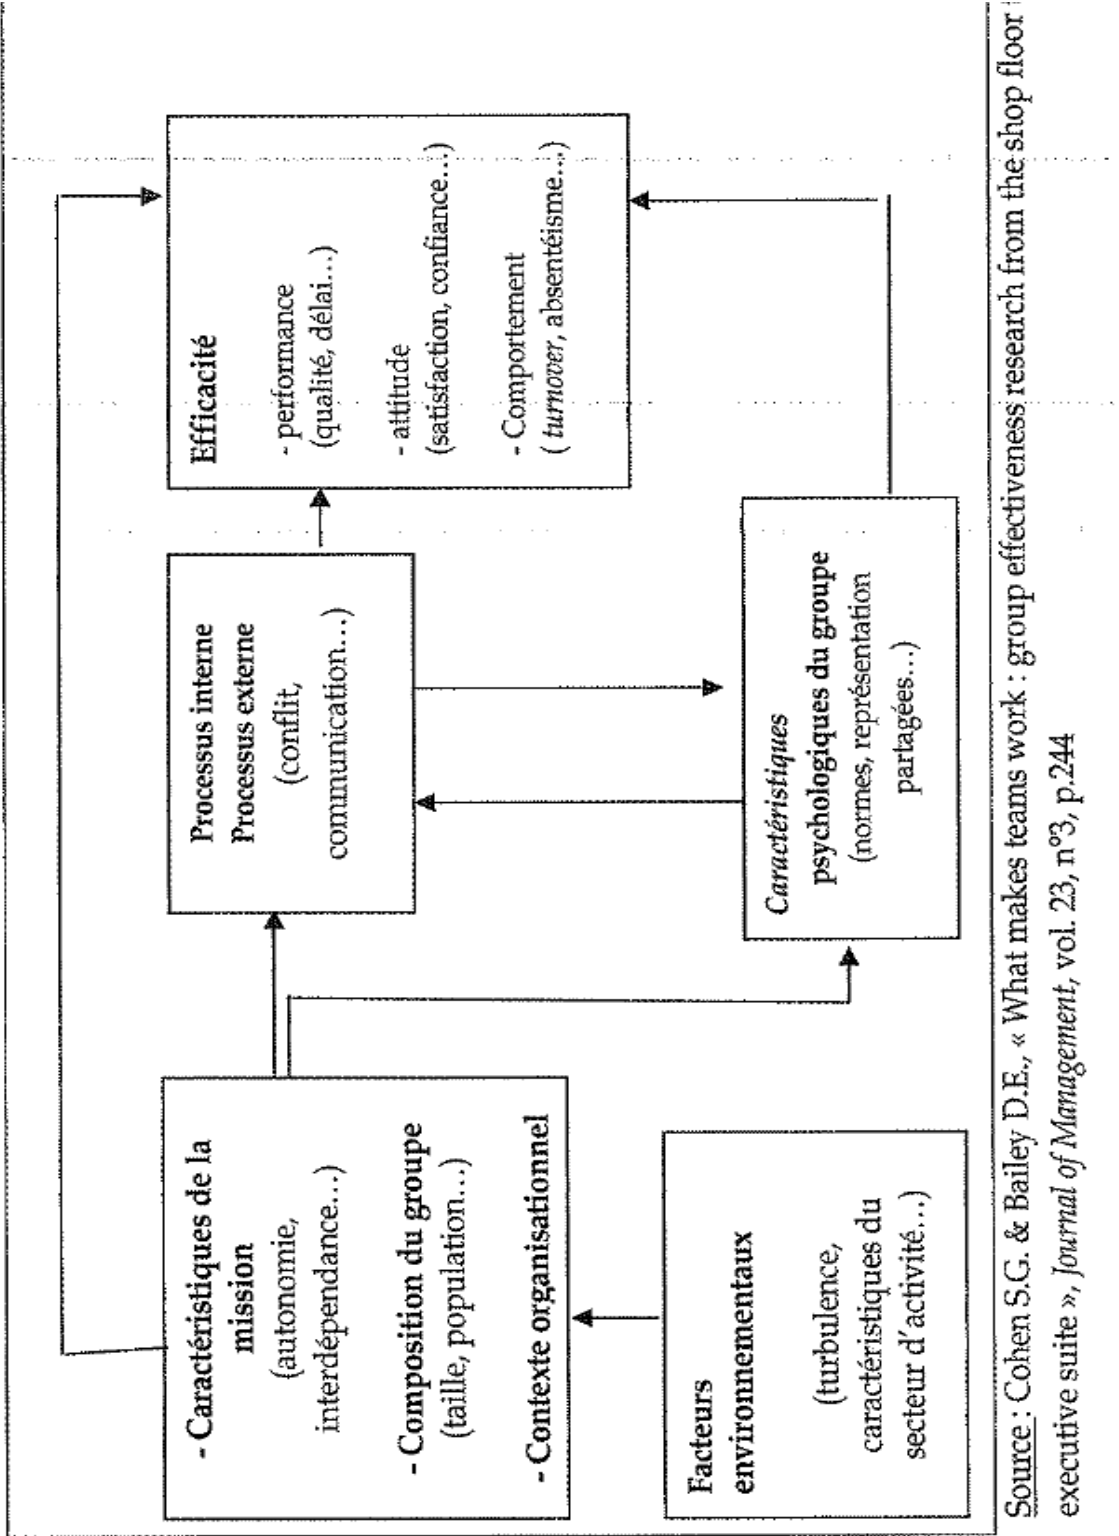 - Caractéristiques de la
mission
(autonomie,
interdépendance...)
- Composition du groupe
(taille, population...)
- Contexte organisationnel
Facteurs
environnementaux
(turbulence,
caractéristiques du
secteur d'activité...)
Processus interne
Processus externe
(conflit,
communication...)
Caractéristiques
psychologiques du groupe
(normes, représentation
partagées...)
Efficacité
- performance
(qualité, délai...)
- attitude
(satisfaction, confiance...)
- Comportement
( turnover, absentéisme...)
Source : Cohen S.G. & Bailey D.E., « What makes teams work : group effectiveness research from the shop floor
executive suite », Journal of Management, vol. 23, n°3, p.244